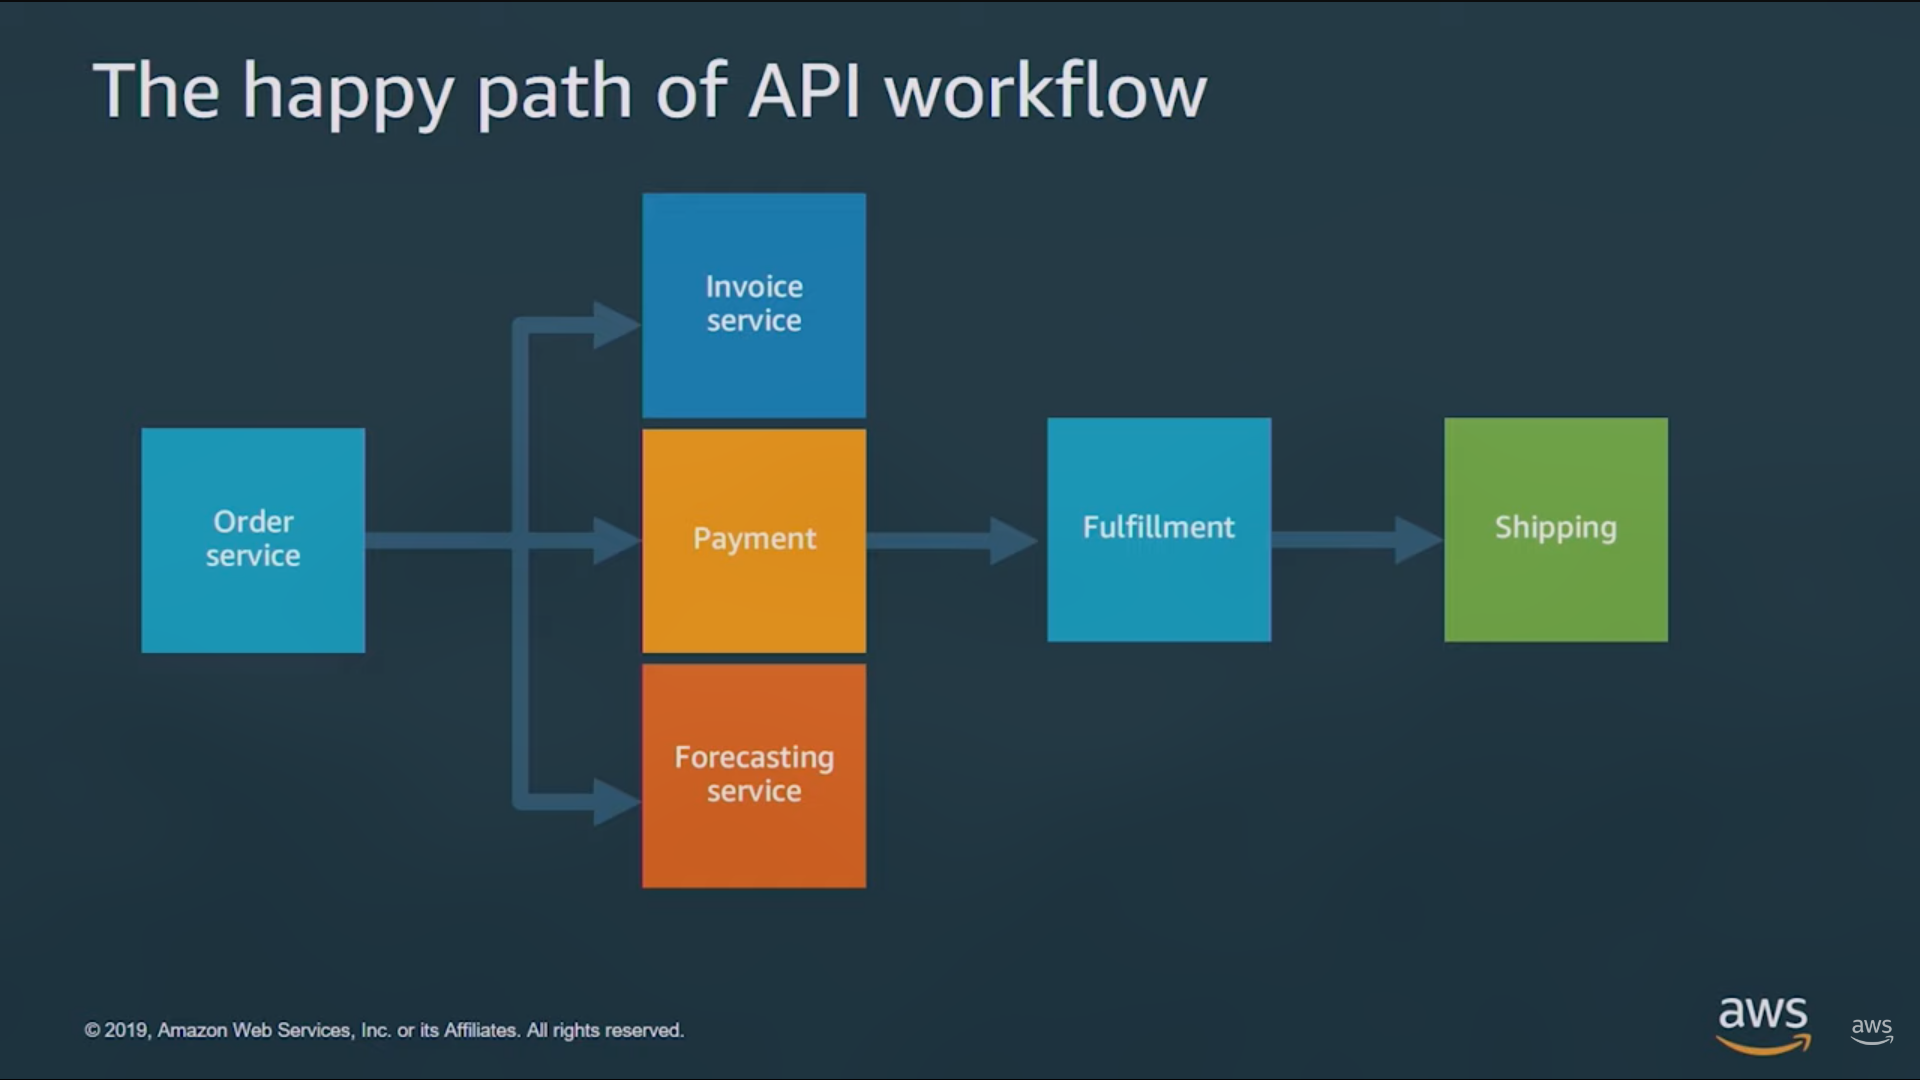 The happy path of API workflow
Invoice
service
Order
service
Payment
Fulfillment
Shipping
Forecasting
service
© 2019, Amazon Web Services, Inc. or its Affiliates. All rights reserved.
aws
aws